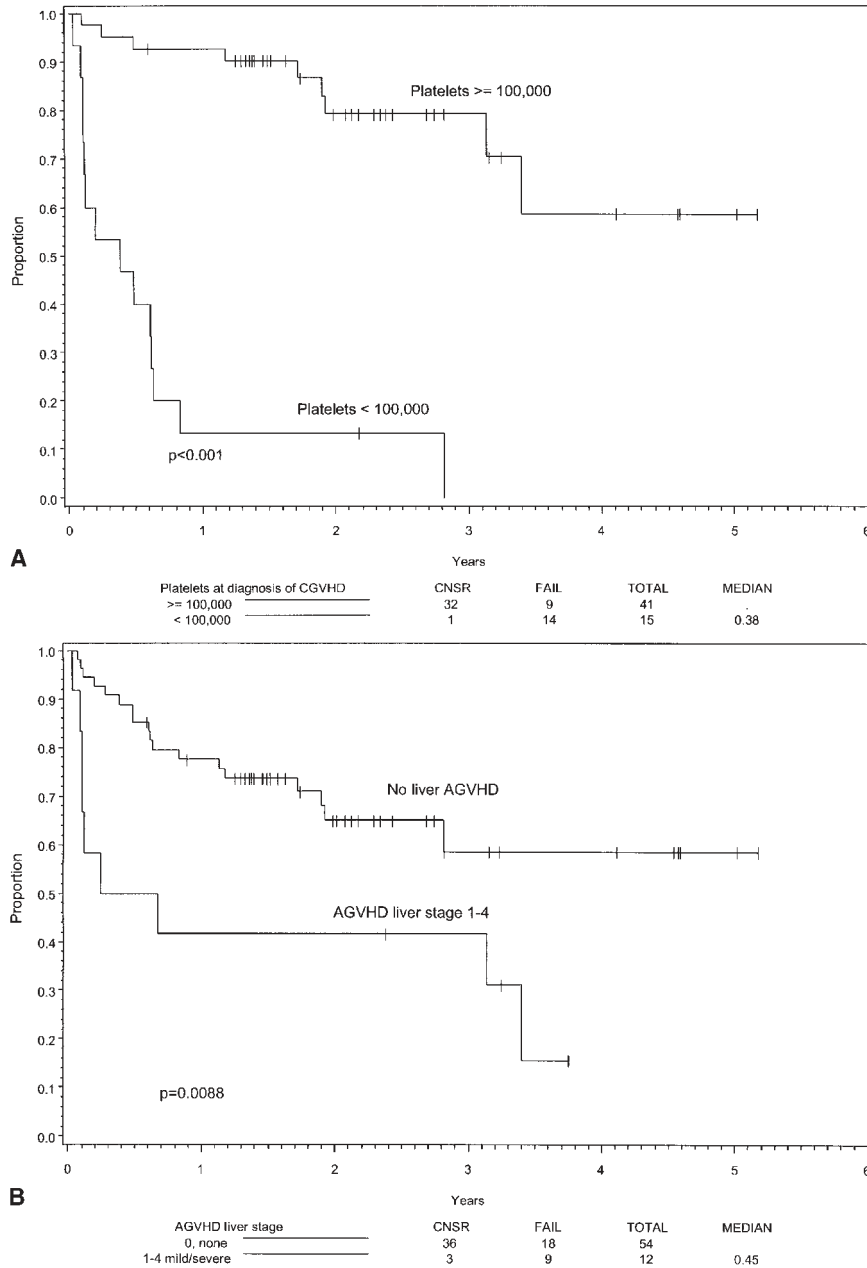 1.0
0.9
0.8
0.7
0.6
0.5
0.4
0.3
0.2
0.1
0.0
Proportion
Platelets >= 100,000
Platelets < 100,000
p<0.001
0 1 2 3 4 5 6
Years
A
Platelets at diagnosis of CGVHD CNSR FAIL TOTAL MEDIAN
>= 100,000 32 9 41 .
< 100,000 1 14 15 0.38
1.0
0.9
0.8
0.7
0.6
0.5
0.4
0.3
0.2
0.1
0.0
Proportion
No liver AGVHD
AGVHD liver stage 1-4
p=0.0088
0 1 2 3 4 5 6
Years
B
AGVHD liver stage CNSR FAIL TOTAL MEDIAN
0, none 36 18 54
1-4 mild/severe 3 9 12 0.45